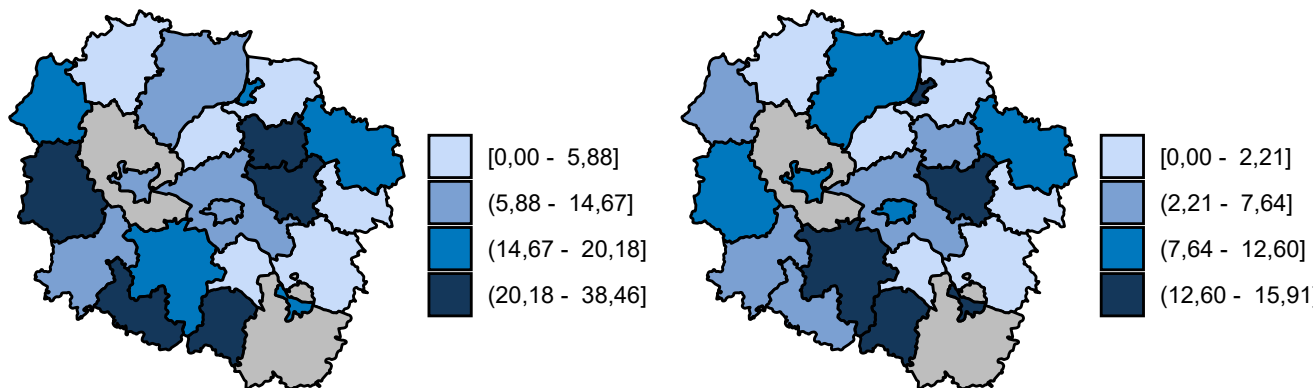 [0,00 - 5,88]
(5,88 - 14,67]
(14,67 - 20,18]
(20,18 - 38,46]
[0,00 - 2,21]
(2,21 - 7,64]
(7,64 - 12,60]
(12,60 - 15,91]